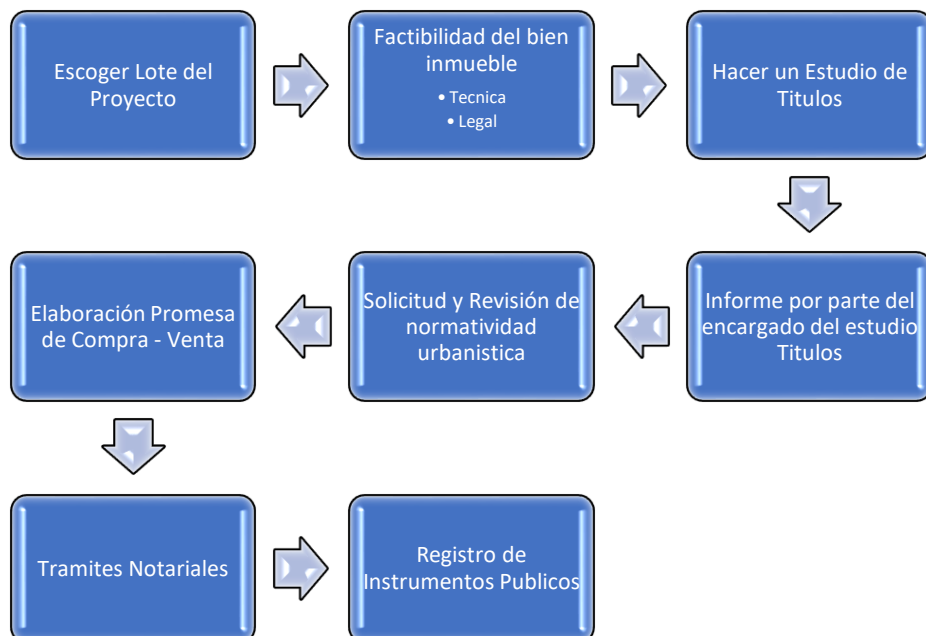 Escoger Lote del
Proyecto
Factibilidad del bien
inmueble
• Tecnica
• Legal
Hacer un Estudio de
Titulos
Informe por parte del
encargado del estudio
Titulos
Solicitud y Revisión de
normatividad
urbanistica
Elaboración Promesa
de Compra - Venta
Tramites Notariales
Registro de
Instrumentos Publicos